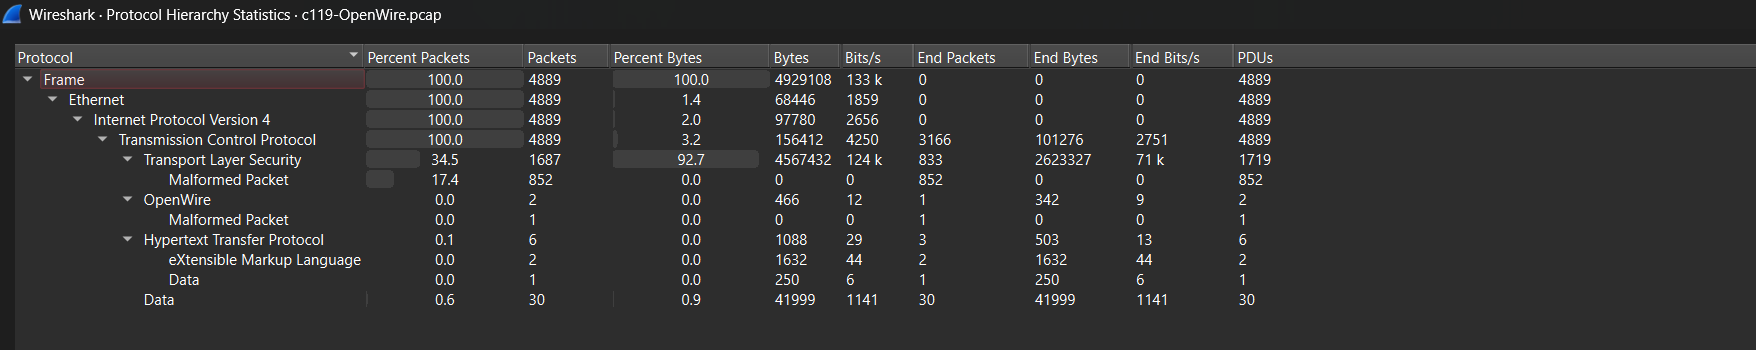 Wireshark · Protocol Hierarchy Statistics · c119-OpenWire.pcap
Protocol Percent Packets Packets Percent Bytes Bytes Bits/s End Packets End Bytes End Bits/s PDUs
Frame 100.0 4889 100.0 4929108 133 k 0 0 0 4889
Ethernet 100.0 4889 1.4 68446 1859 0 0 0 4889
Internet Protocol Version 4 100.0 4889 2.0 97780 2656 0 0 0 4889
Transmission Control Protocol 100.0 4889 3.2 156412 4250 3166 101276 2751 4889
Transport Layer Security 34.5 1687 92.7 4567432 124 k 833 2623327 71 k 1719
Malformed Packet 17.4 852 0.0 0 0 852 0 0 852
OpenWire 0.0 2 0.0 466 12 1 342 9 2
Malformed Packet 0.0 1 0.0 0 0 1 0 0 1
Hypertext Transfer Protocol 0.1 6 0.0 1088 29 3 503 13 6
eXtensible Markup Language 0.0 2 0.0 1632 44 2 1632 44 2
Data 0.0 1 0.0 250 6 1 250 6 1
Data 0.6 30 0.9 41999 1141 30 41999 1141 30